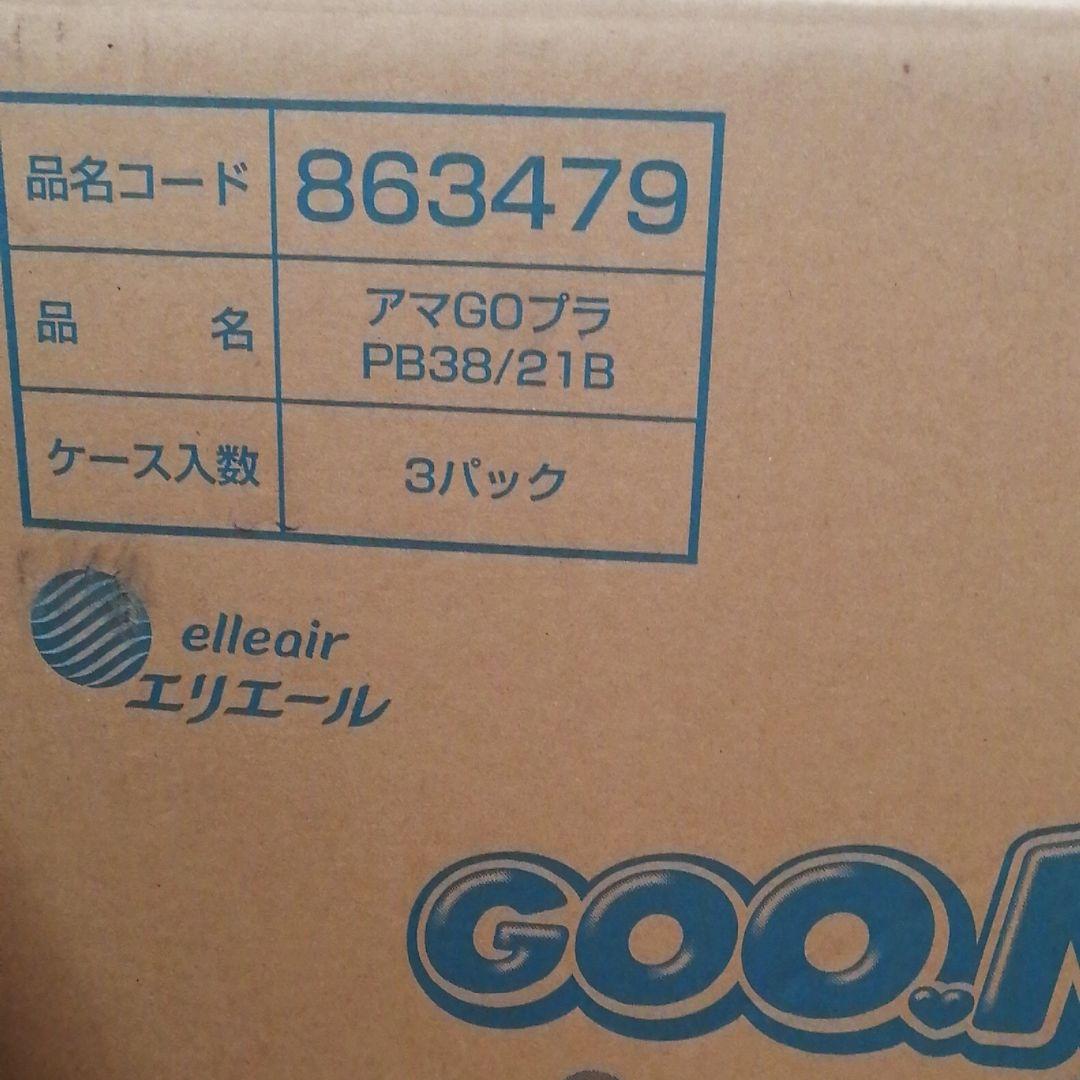 品名コード 863479
品名 アマGOプラ
PB38/21B
ケース入数 3パック
elleair
エリエール
GOO.N